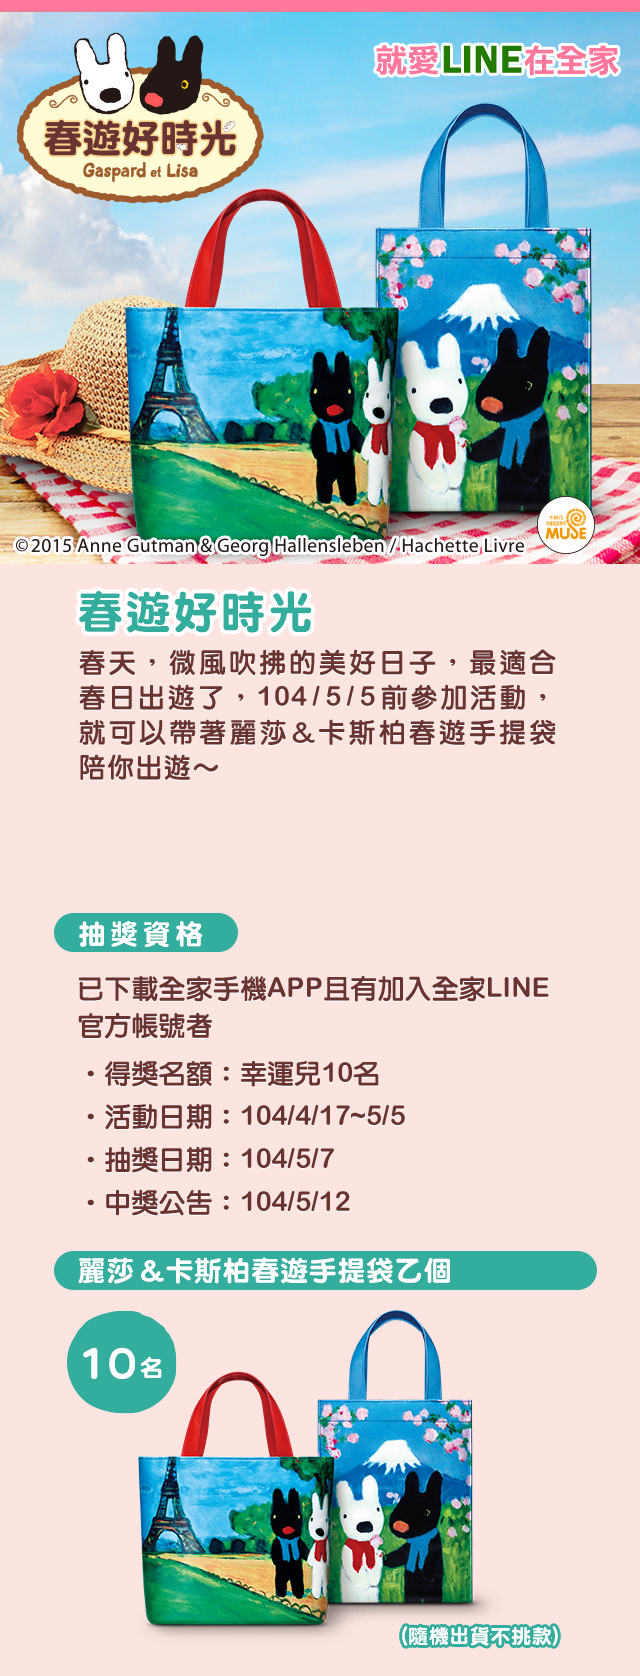 就愛LINE在全家
春遊好時光
Gaspard et Lisa
©2015 Anne Gutman & Georg Hallensleben / Hachette Livre
MUSE
春遊好時光
春天，微風吹拂的美好日子，最適合
春日出遊了，104/5/5前參加活動，
就可以帶著麗莎＆卡斯柏春遊手提袋
陪你出遊～
抽獎資格
已下載全家手機APP且有加入全家LINE
官方帳號者
・得獎名額：幸運兒10名
・活動日期：104/4/17~5/5
・抽獎日期：104/5/7
・中獎公告：104/5/12
麗莎＆卡斯柏春遊手提袋乙個
10名
(隨機出貨不挑款)